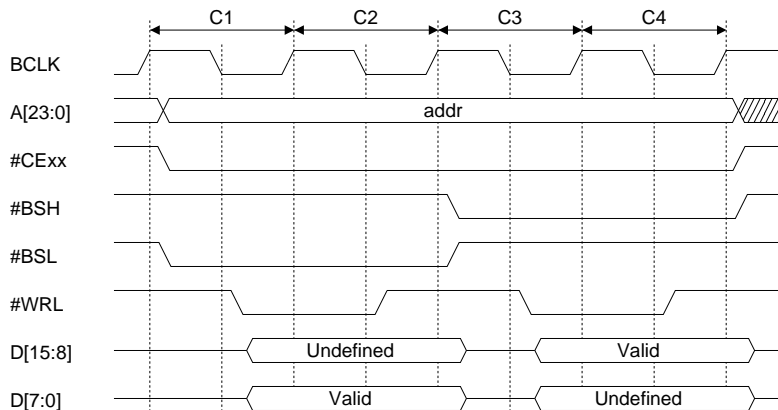 C1 C2 C3 C4
BCLK
A[23:0] addr
#CExx
#BSH
#BSL
#WRL
D[15:8] Undefined Valid
D[7:0] Valid Undefined